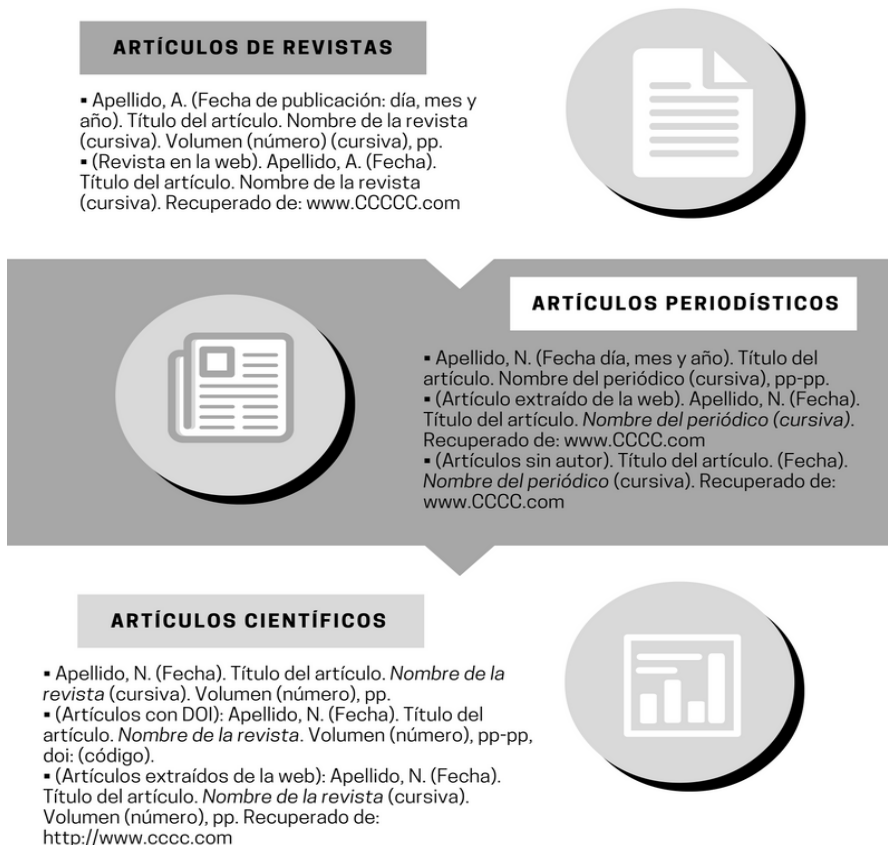 ARTÍCULOS DE REVISTAS
▪ Apellido, A. (Fecha de publicación: día, mes y
año). Título del artículo. Nombre de la revista
(cursiva). Volumen (número) (cursiva), pp.
▪ (Revista en la web). Apellido, A. (Fecha).
Título del artículo. Nombre de la revista
(cursiva). Recuperado de: www.CCCCC.com
ARTÍCULOS PERIODÍSTICOS
▪ Apellido, N. (Fecha día, mes y año). Título del
artículo. Nombre del periódico (cursiva), pp-pp.
▪ (Artículo extraído de la web). Apellido, N. (Fecha).
Título del artículo. Nombre del periódico (cursiva).
Recuperado de: www.CCCC.com
▪ (Artículos sin autor). Título del artículo. (Fecha).
Nombre del periódico (cursiva). Recuperado de:
www.CCCC.com
ARTÍCULOS CIENTÍFICOS
▪ Apellido, N. (Fecha). Título del artículo. Nombre de la
revista (cursiva). Volumen (número), pp.
▪ (Artículos con DOI): Apellido, N. (Fecha). Título del
artículo. Nombre de la revista. Volumen (número), pp-pp,
doi: (código).
▪ (Artículos extraídos de la web): Apellido, N. (Fecha).
Título del artículo. Nombre de la revista (cursiva).
Volumen (número), pp. Recuperado de:
http://www.cccc.com